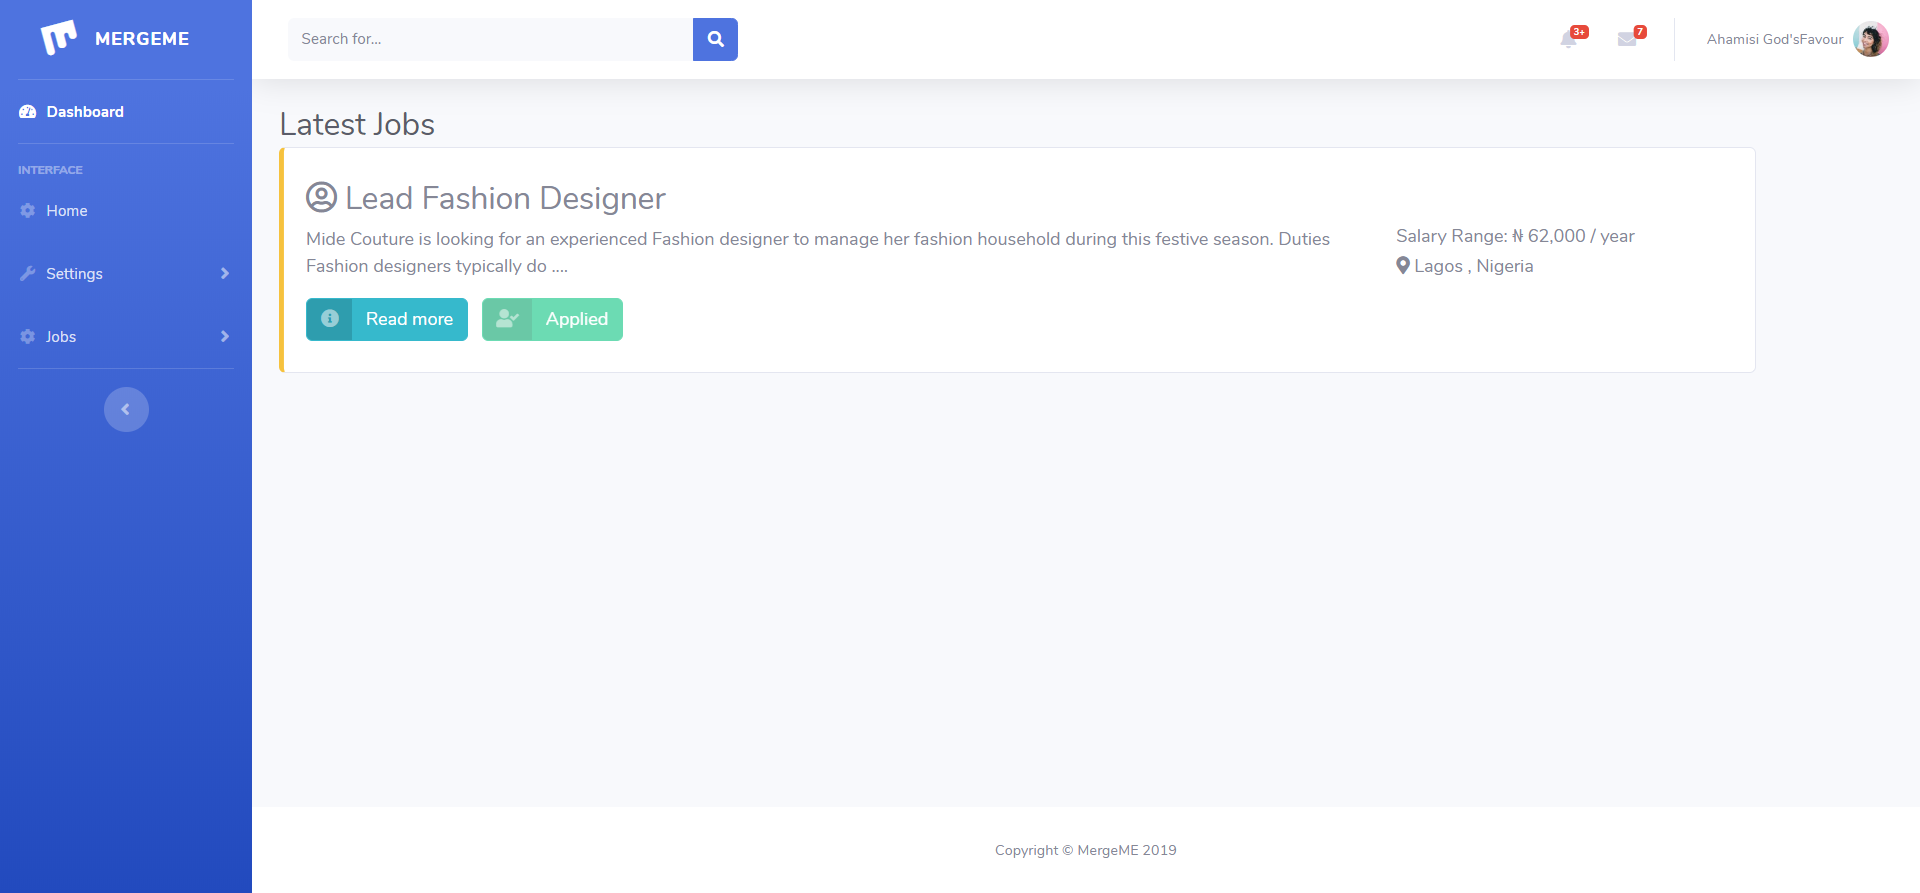 MERGEME
Dashboard
INTERFACE
Home
Settings
Jobs
Search for...
3+
7
Ahamisi God'sFavour
Latest Jobs
Lead Fashion Designer
Mide Couture is looking for an experienced Fashion designer to manage her fashion household during this festive season. Duties
Fashion designers typically do ....
Salary Range: ₦ 62,000 / year
Lagos , Nigeria
Read more
Applied
Copyright © MergeME 2019